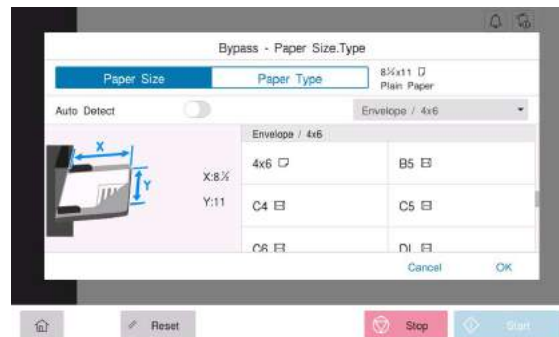 Bypass - Paper Size.Type
Paper Size
Paper Type
8½x11
Plain Paper
Auto Detect
Envelope / 4x6
Envelope / 4x6
4x6
B5
X
Y
X:8½
Y:11
C4
C5
C6
DL
Cancel
OK
Reset
Stop
Start